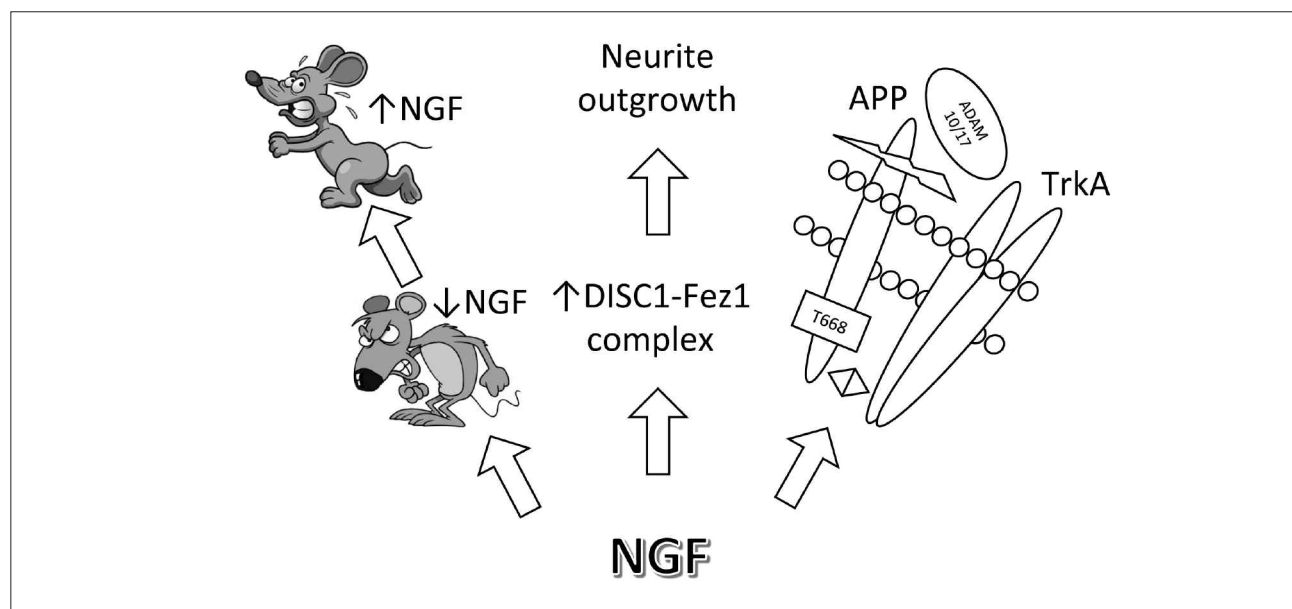 ↑NGF
↓NGF
Neurite
outgrowth
↑DISC1-Fez1
complex
APP
ADAM
10/17
TrkA
T668
NGF